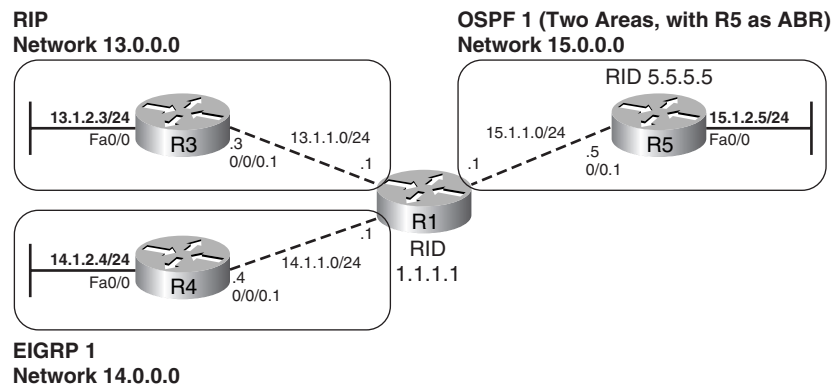 RIP
Network 13.0.0.0
OSPF 1 (Two Areas, with R5 as ABR)
Network 15.0.0.0
RID 5.5.5.5
13.1.2.3/24
Fa0/0
R3
.3
0/0/0.1
13.1.1.0/24
.1
15.1.1.0/24
.1
.5
0/0.1
R5
15.1.2.5/24
Fa0/0
R1
RID
1.1.1.1
14.1.2.4/24
Fa0/0
R4
.4
0/0/0.1
14.1.1.0/24
.1
EIGRP 1
Network 14.0.0.0